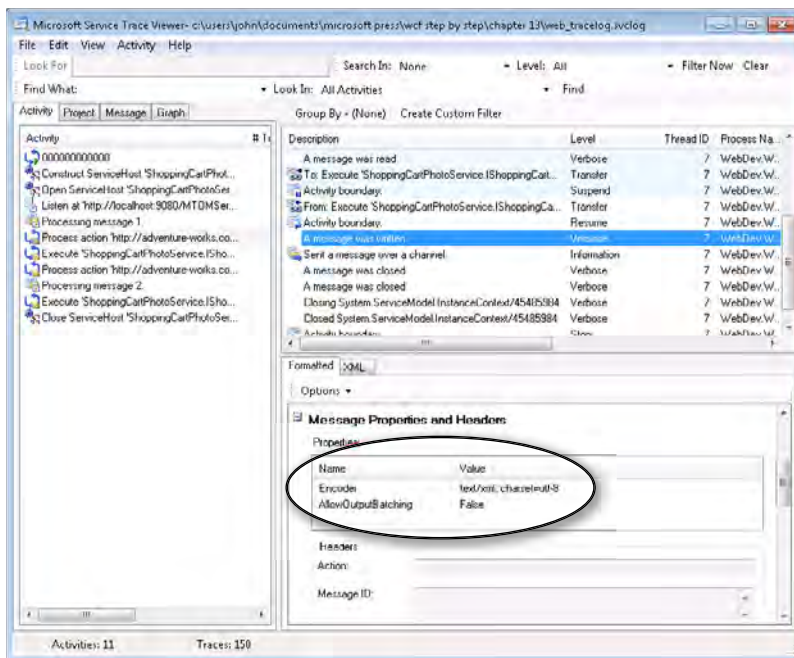 Microsoft Service Trace Viewer- c:\users\john\documents\microsoft press\wcf step by step\chapter 13\web_tracelog.svclog
File Edit View Activity Help
Look For Search In: None Level: All Filter Now Clear
Find What: Look In: All Activities Find
Activity Project Message Graph
Group By - (None) Create Custom Filter
Activity
000000000000
Construct ServiceHost 'ShoppingCartPhot...
Open ServiceHost 'ShoppingCartPhotoSer...
Listen at 'http://localhost:9080/MTOMSer...
Processing message 1.
Process action 'http://adventure-works.co...
Execute 'ShoppingCartPhotoService.ISho...
Process action 'http://adventure-works.co...
Processing message 2.
Execute 'ShoppingCartPhotoService.ISho...
Close ServiceHost 'ShoppingCartPhotoSer...
Description Level Thread ID Process Na...
A message was read Verbose 7 WebDev.W...
To: Execute 'ShoppingCartPhotoService.IShoppingCart... Transfer 7 WebDev.W...
Activity boundary. Suspend 7 WebDev.W...
From: Execute 'ShoppingCartPhotoService.IShoppingCa... Transfer 7 WebDev.W...
Activity boundary. Resume 7 WebDev.W...
A message was written Verbose 7 WebDev.W...
Sent a message over a channel Information 7 WebDev.W...
A message was closed Verbose 7 WebDev.W...
A message was closed Verbose 7 WebDev.W...
Closing System.ServiceModel.InstanceContext/45485984 Verbose 7 WebDev.W...
Closed System.ServiceModel.InstanceContext/45485984 Verbose 7 WebDev.W...
Activity boundary. Stop 7 WebDev.W...
Formatted XML
Options
Message Properties and Headers
Properties
Name Value
Encoder text/xml; charset=utf-8
AllowOutputBatching False
Headers
Action:
Message ID:
Activities: 11 Traces: 150